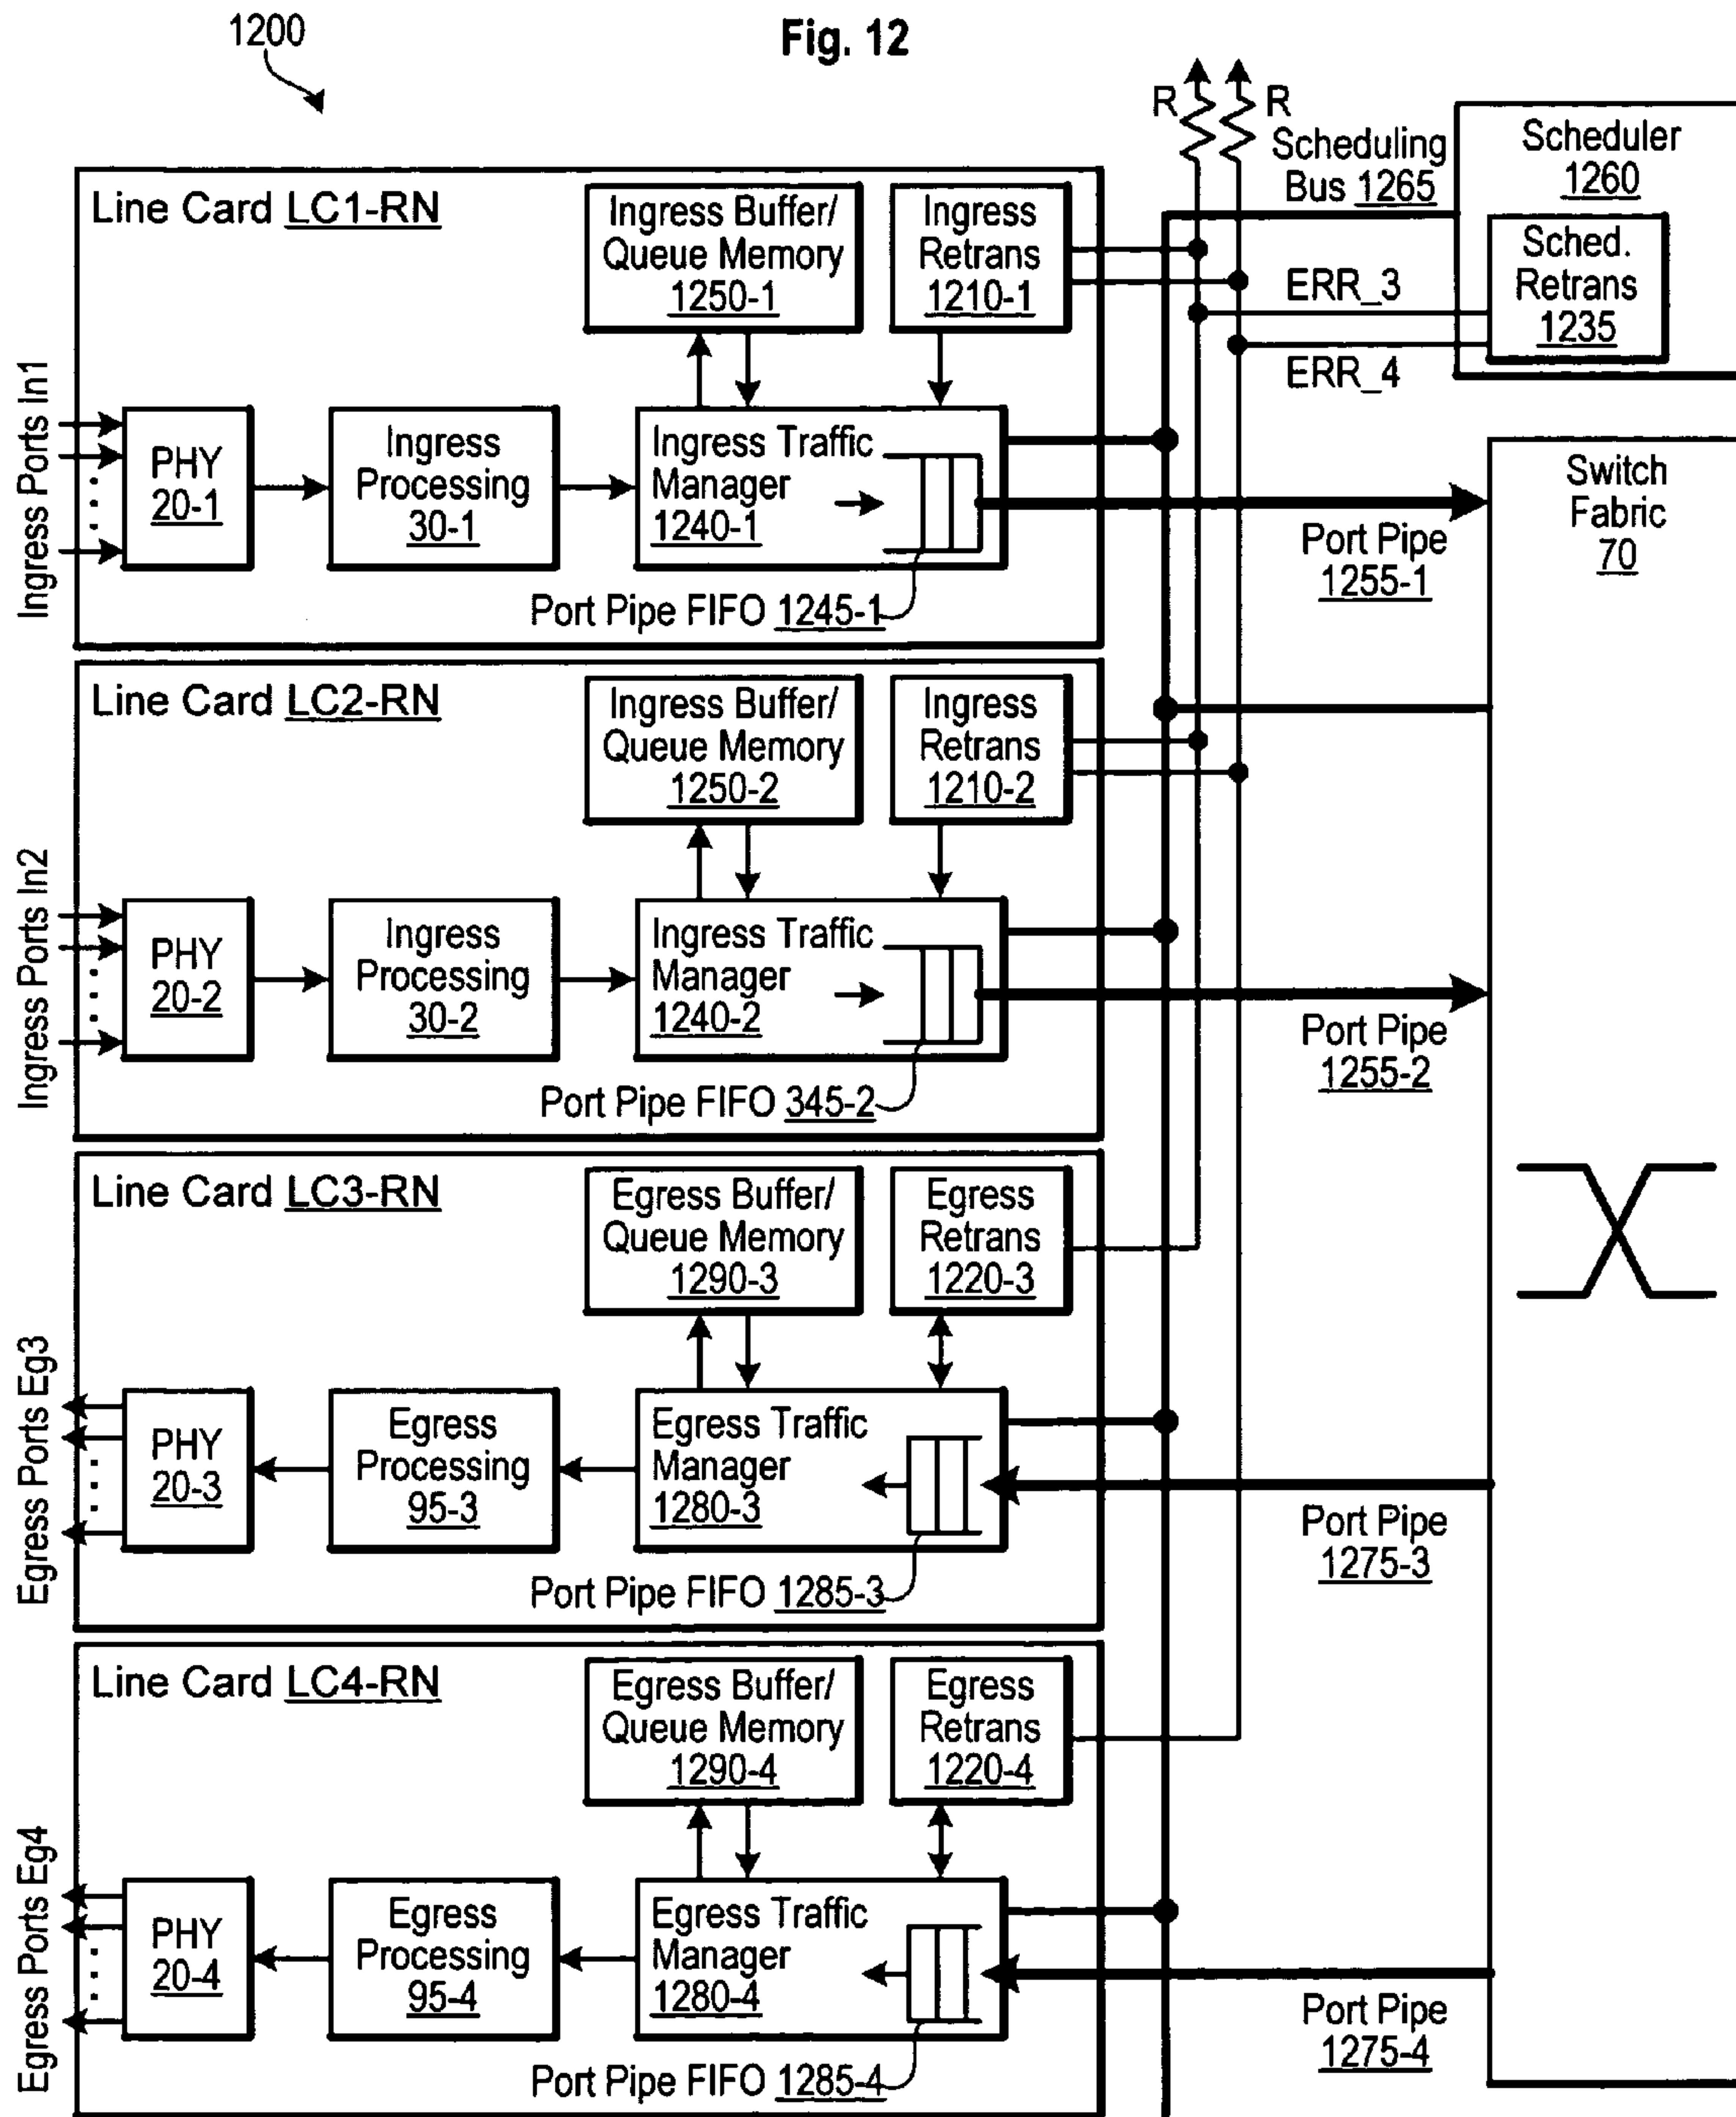 Fig. 12
1200
R
R
Scheduling
Bus 1265
Scheduler
1260
Sched.
Retrans
1235
ERR_3
ERR_4
Line Card LC1-RN
Ingress Buffer/
Queue Memory
1250-1
Ingress
Retrans
1210-1
Ingress Ports In1
PHY
20-1
Ingress
Processing
30-1
Ingress Traffic
Manager
1240-1
Port Pipe FIFO 1245-1
Port Pipe
1255-1
Switch
Fabric
70
Line Card LC2-RN
Ingress Buffer/
Queue Memory
1250-2
Ingress
Retrans
1210-2
Ingress Ports In2
PHY
20-2
Ingress
Processing
30-2
Ingress Traffic
Manager
1240-2
Port Pipe FIFO 345-2
Port Pipe
1255-2
Line Card LC3-RN
Egress Buffer/
Queue Memory
1290-3
Egress
Retrans
1220-3
Egress Ports Eg3
PHY
20-3
Egress
Processing
95-3
Egress Traffic
Manager
1280-3
Port Pipe FIFO 1285-3
Port Pipe
1275-3
Line Card LC4-RN
Egress Buffer/
Queue Memory
1290-4
Egress
Retrans
1220-4
Egress Ports Eg4
PHY
20-4
Egress
Processing
95-4
Egress Traffic
Manager
1280-4
Port Pipe FIFO 1285-4
Port Pipe
1275-4